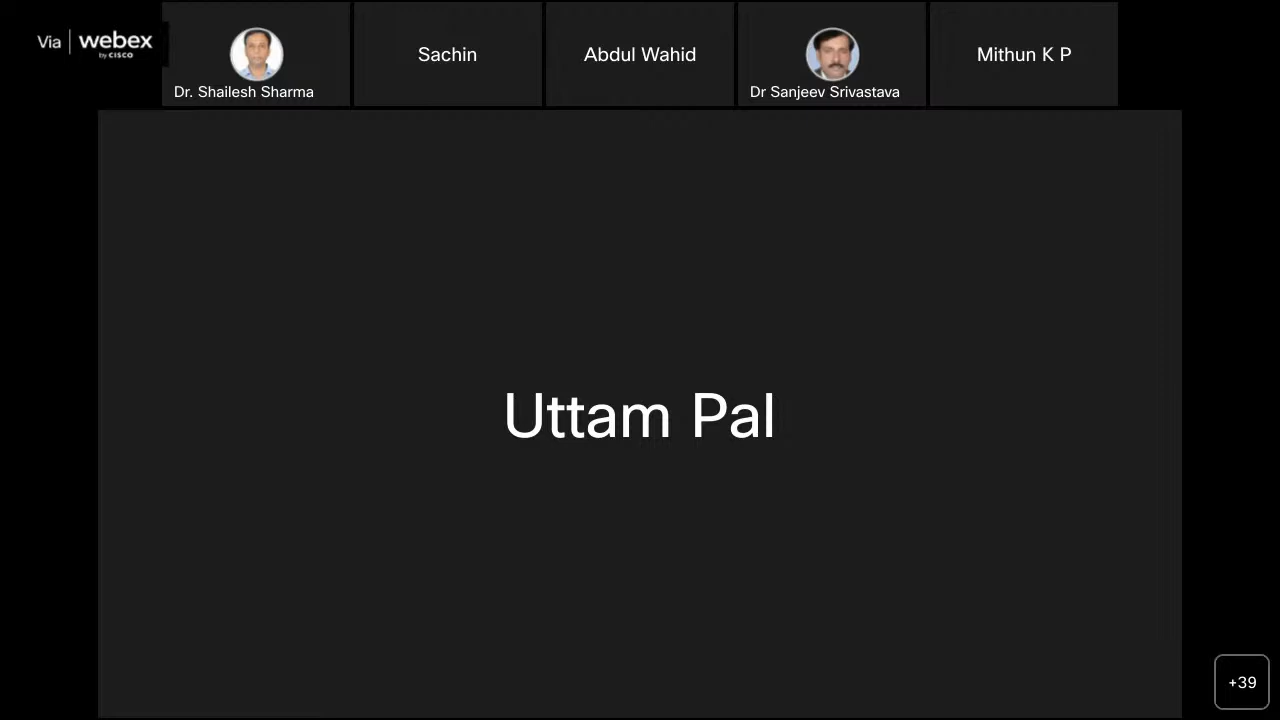 Via | webex
by CISCO
Dr. Shailesh Sharma
Sachin
Abdul Wahid
Dr Sanjeev Srivastava
Mithun K P
Uttam Pal
+39